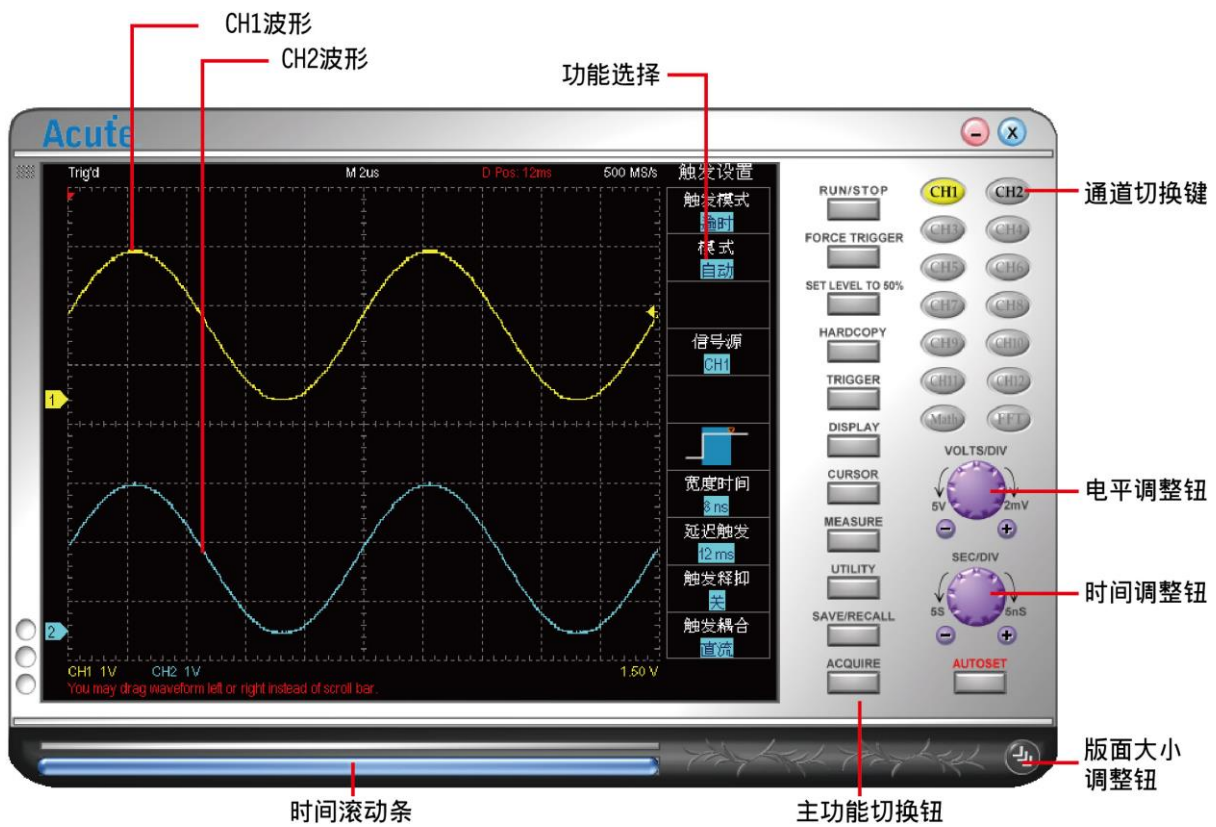 CH1波形
CH2波形
功能选择
Acute
Trig'd M 2us D Pos: 12ms 500 MS/s 触发设置
触发模式
模式
自动
信号源
CH1
宽度时间
8 ns
延迟触发
12 ms
触发释抑
关
触发耦合
直流
1
2
CH1 1V CH2 1V 1.50 V
You may drag waveform left or right instead of scroll bar.
RUN/STOP
FORCE TRIGGER
SET LEVEL TO 50%
HARDCOPY
TRIGGER
DISPLAY
CURSOR
MEASURE
UTILITY
SAVE/RECALL
ACQUIRE
CH1 CH2
CH3 CH4
CH5 CH6
CH7 CH8
CH9 CH10
CH11 CH12
Math FFT
VOLTS/DIV
5V 2mV
SEC/DIV
5S 5nS
AUTOSET
通道切换键
电平调整钮
时间调整钮
版面大小
调整钮
时间滚动条
主功能切换钮